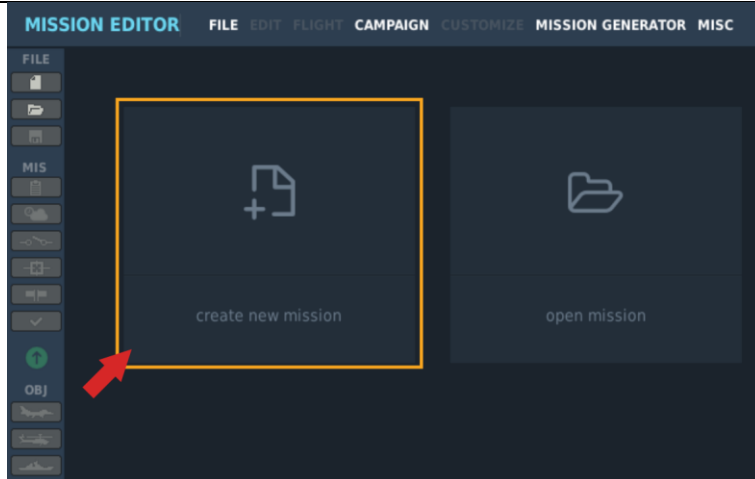 MISSION EDITOR FILE EDIT FLIGHT CAMPAIGN CUSTOMIZE MISSION GENERATOR MISC
FILE
MIS
OBJ
create new mission
open mission